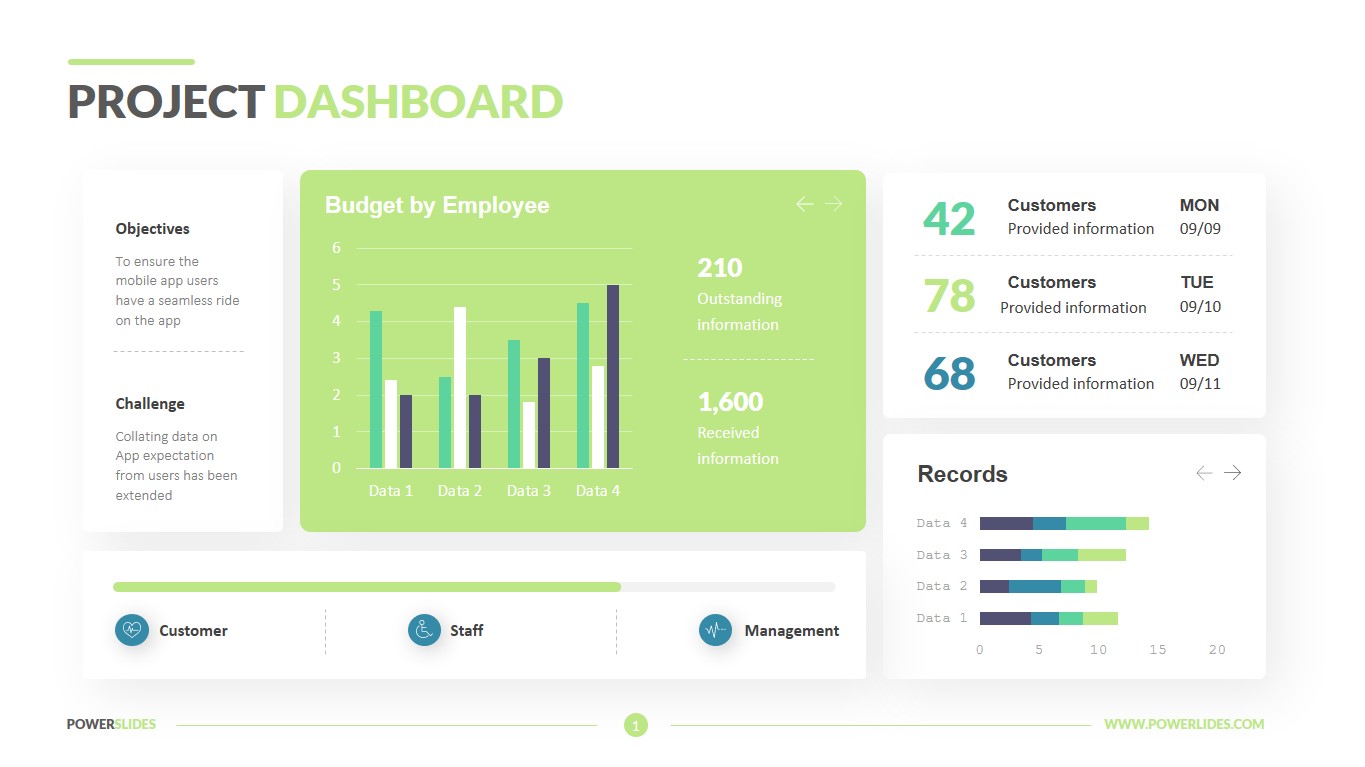 PROJECT DASHBOARD
Objectives
To ensure the
mobile app users
have a seamless ride
on the app
Challenge
Collating data on
App expectation
from users has been
extended
Budget by Employee
6
5
4
3
2
1
0
Data 1 Data 2 Data 3 Data 4
210
Outstanding
information
1,600
Received
information
42 Customers MON
Provided information 09/09
78 Customers TUE
Provided information 09/10
68 Customers WED
Provided information 09/11
Records
Data 4
Data 3
Data 2
Data 1
0 5 10 15 20
Customer Staff Management
POWERSLIDES 1 WWW.POWERLIDES.COM